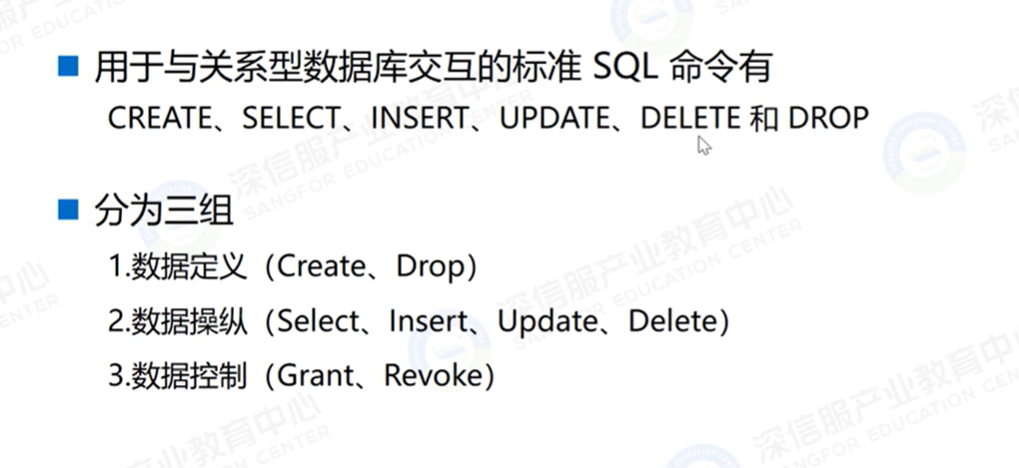 用于与关系型数据库交互的标准 SQL 命令有
CREATE、SELECT、INSERT、UPDATE、DELETE 和 DROP
分为三组
1.数据定义（Create、Drop）
2.数据操纵（Select、Insert、Update、Delete）
3.数据控制（Grant、Revoke）
深信服产业教育中心
SANGFOR EDUCATION CENTER